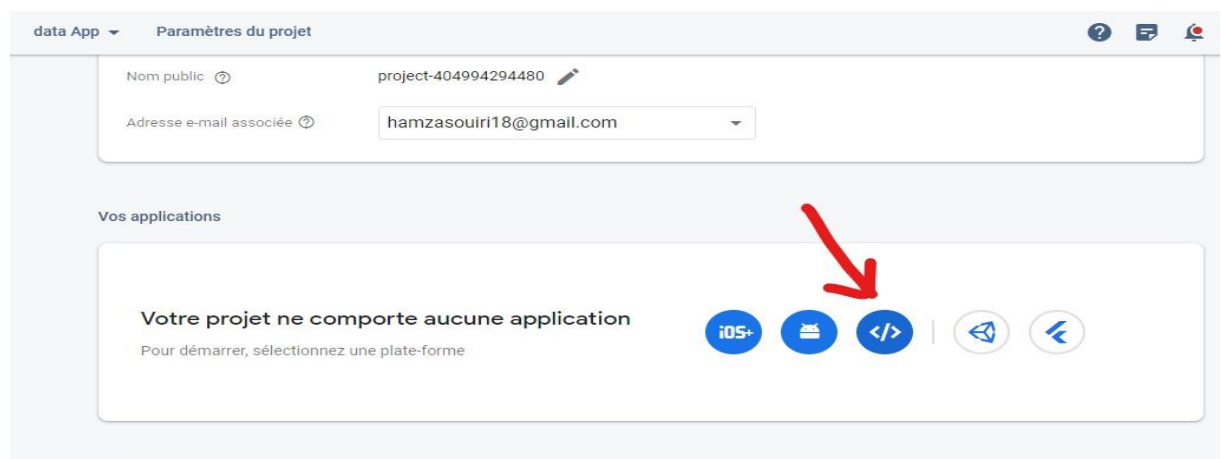 data App Paramètres du projet
Nom public project-404994294480
Adresse e-mail associée hamzasouiri18@gmail.com
Vos applications
Votre projet ne comporte aucune application
Pour démarrer, sélectionnez une plate-forme
iOS+ </>